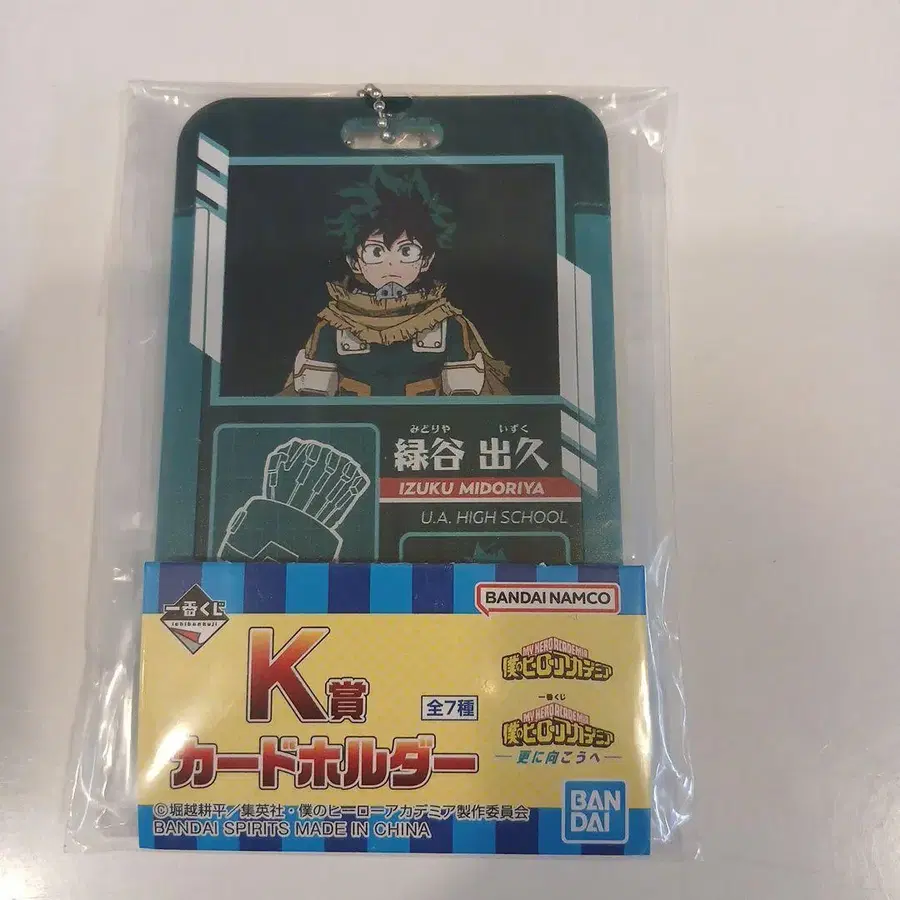 みどりや いずく
緑谷 出久
IZUKU MIDORIYA
U.A. HIGH SCHOOL
一番くじ
ichibankuji
BANDAI NAMCO
K賞
全7種
カードホルダー
MY HERO ACADEMIA
僕のヒーローアカデミア
一番くじ
MY HERO ACADEMIA
僕のヒーローアカデミア
更に向こうへ
©堀越耕平/集英社・僕のヒーローアカデミア製作委員会
BANDAI SPIRITS MADE IN CHINA
BAN
DAI